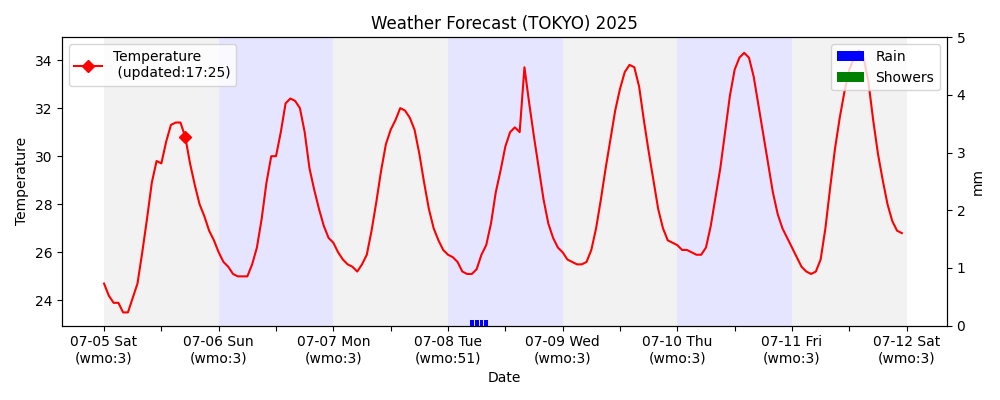 Weather Forecast (TOKYO) 2025
Temperature
(updated:17:25)
Rain
Showers
Temperature
34
32
30
28
26
24
5
4
3
2
1
0
mm
07-05 Sat
(wmo:3)
07-06 Sun
(wmo:3)
07-07 Mon
(wmo:3)
07-08 Tue
(wmo:51)
07-09 Wed
(wmo:3)
07-10 Thu
(wmo:3)
07-11 Fri
(wmo:3)
07-12 Sat
(wmo:3)
Date